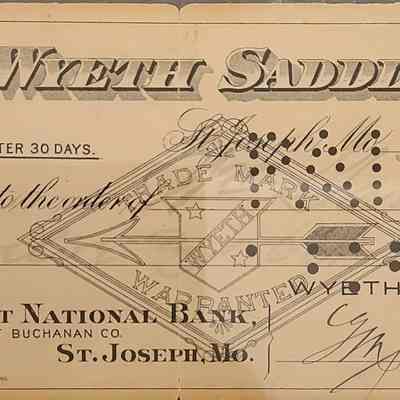 WYETH SADDL
TER 30 DAYS.
St. Joseph, Mo.
to the order of
TRADE MARK
WYETH
WARRANTED
WYETH
T NATIONAL BANK,
BUCHANAN CO.
ST. JOSEPH, MO.